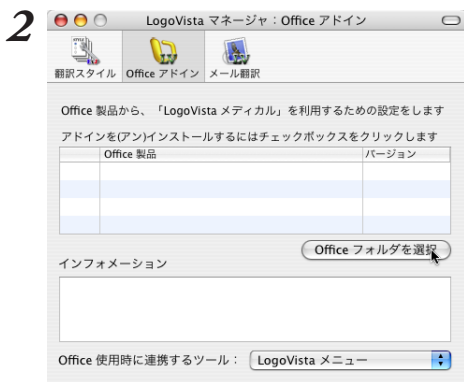 2
LogoVista マネージャ：Office アドイン
翻訳スタイル Office アドイン メール翻訳
Office 製品から、「LogoVista メディカル」を利用するための設定をします
アドインを(アン)インストールするにはチェックボックスをクリックします
Office 製品 バージョン
Office フォルダを選択
インフォメーション
Office 使用時に連携するツール： LogoVista メニュー